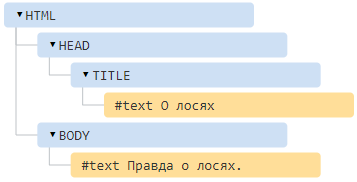 HTML
HEAD
TITLE
#text О лосях
BODY
#text Правда о лосях.